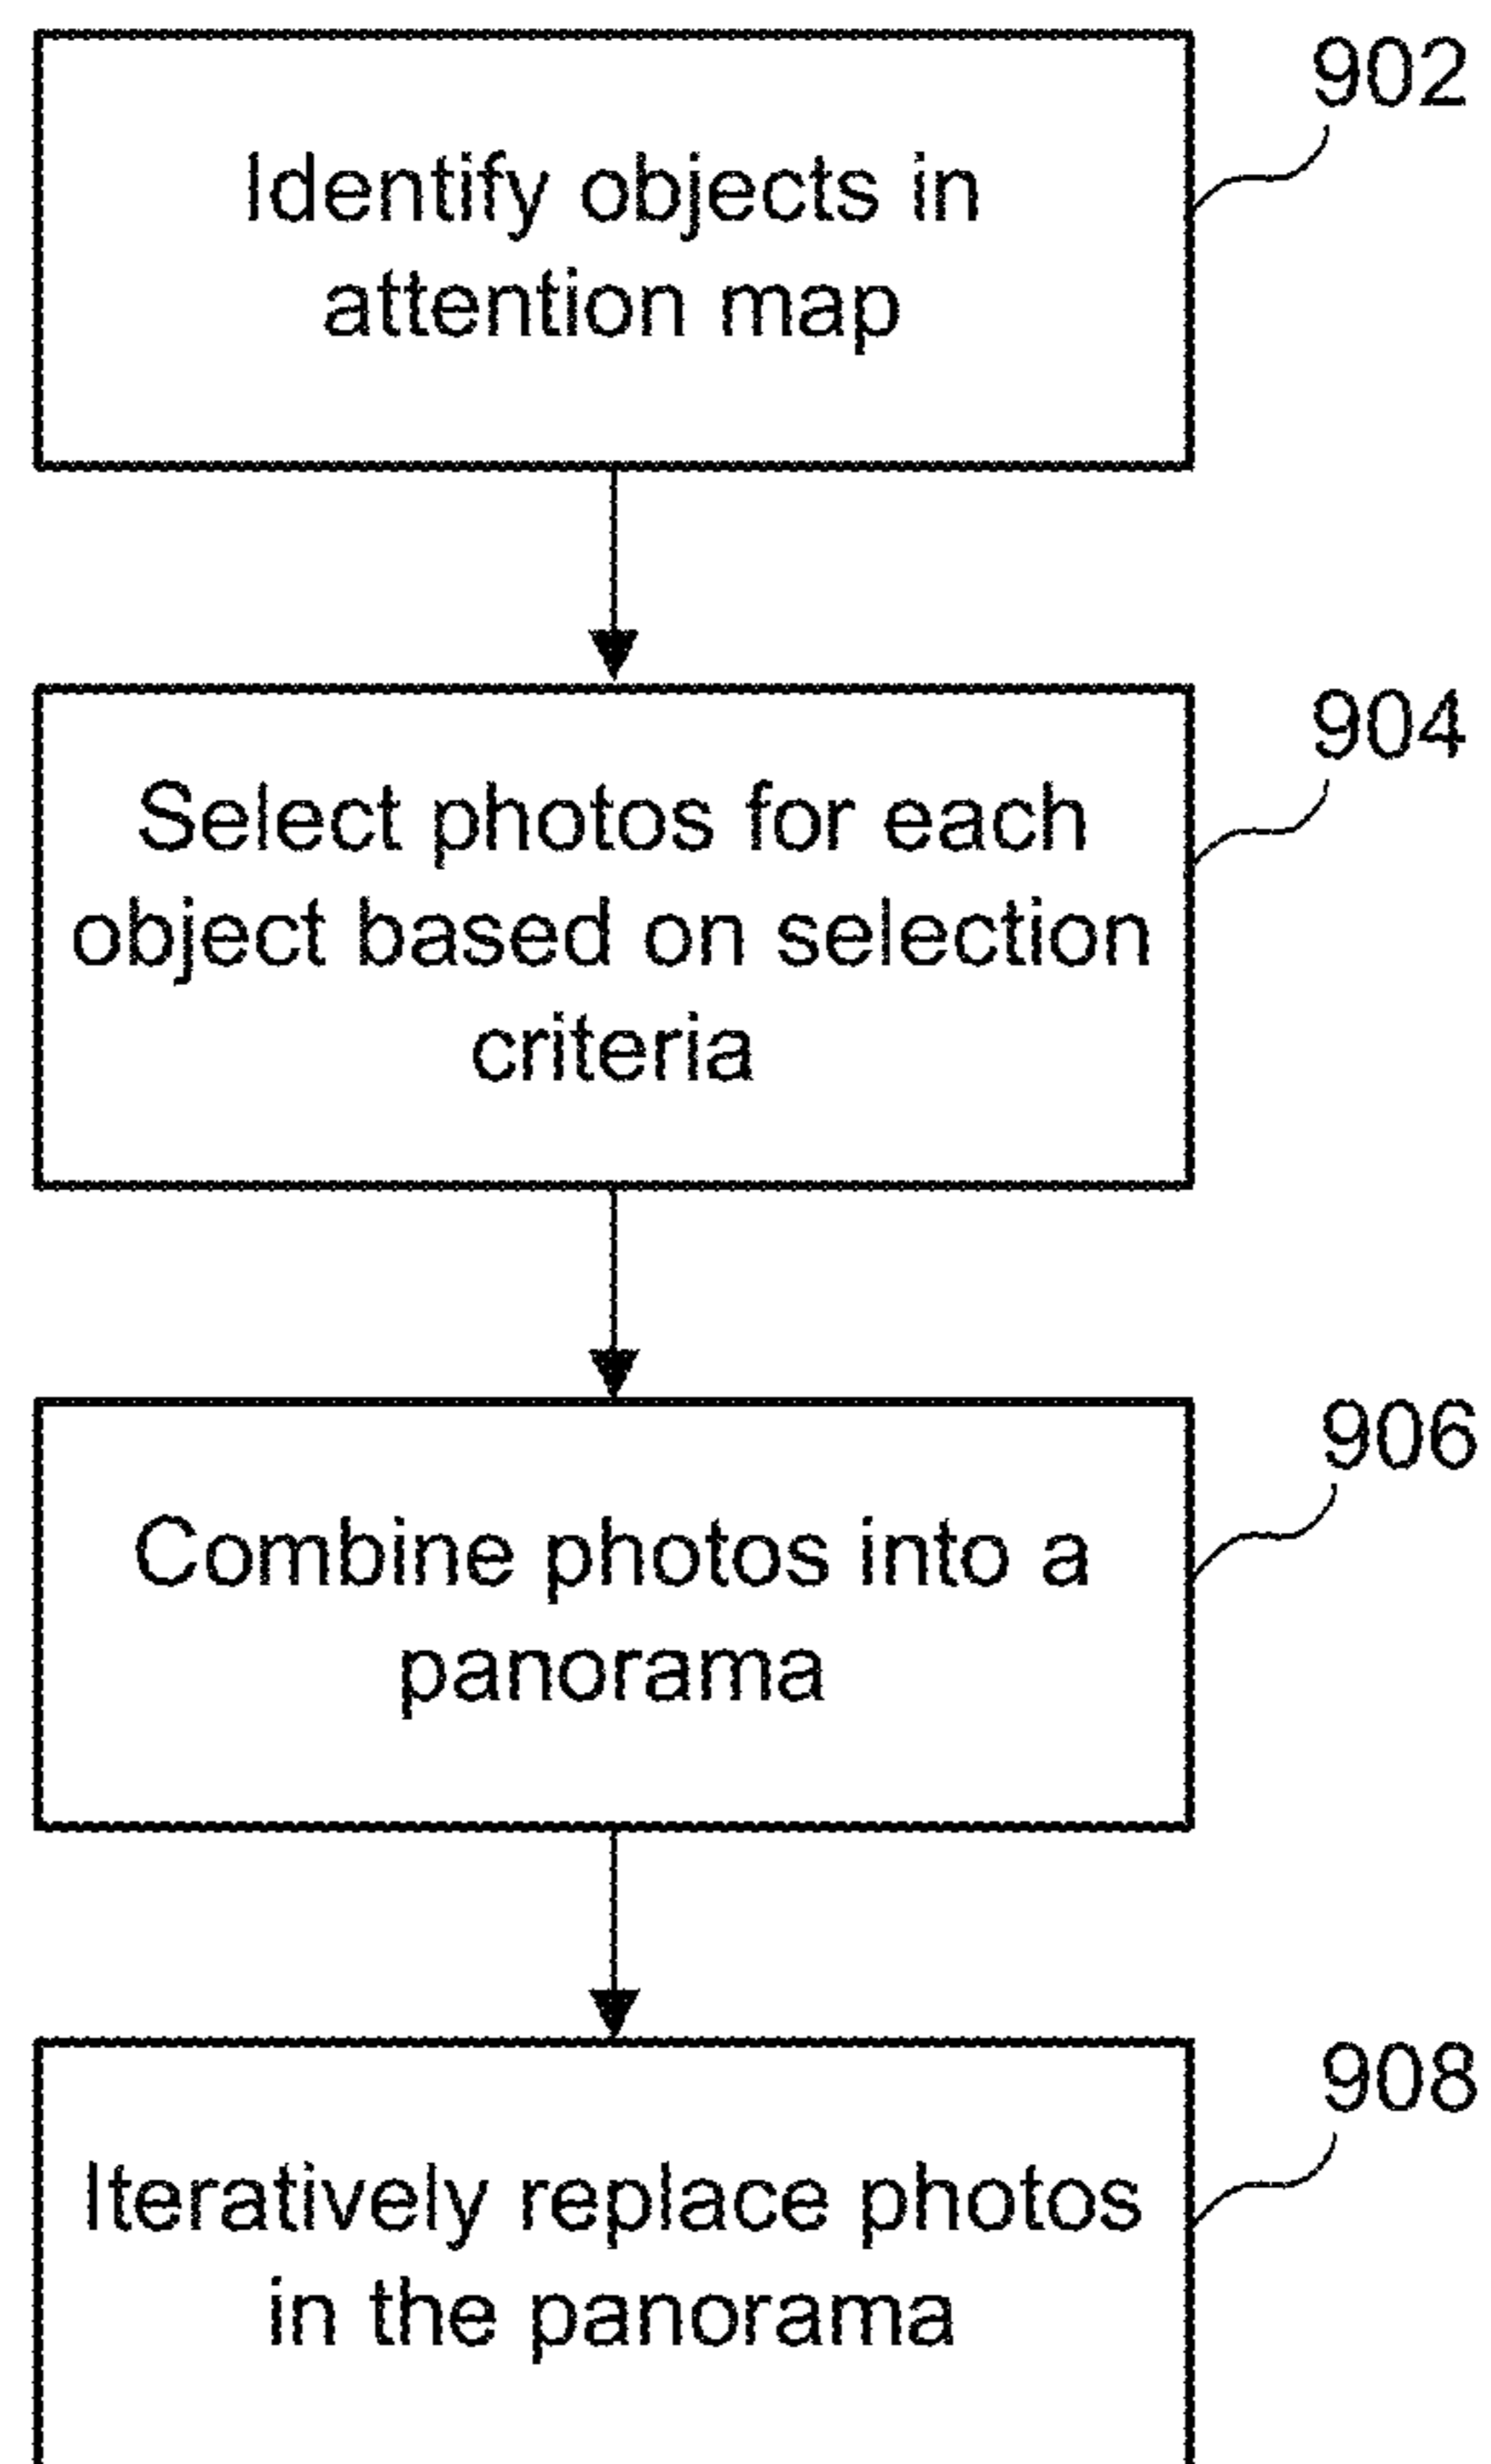 902
Identify objects in
attention map
904
Select photos for each
object based on selection
criteria
906
Combine photos into a
panorama
908
Iteratively replace photos
in the panorama